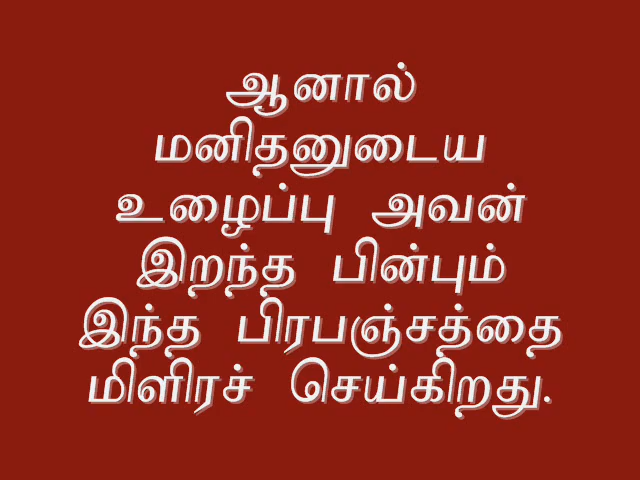 ஆனால்
மனிதனுடைய
உழைப்பு அவன்
இறந்த பின்பும்
இந்த பிரபஞ்சத்தை
மிளிரச் செய்கிறது.